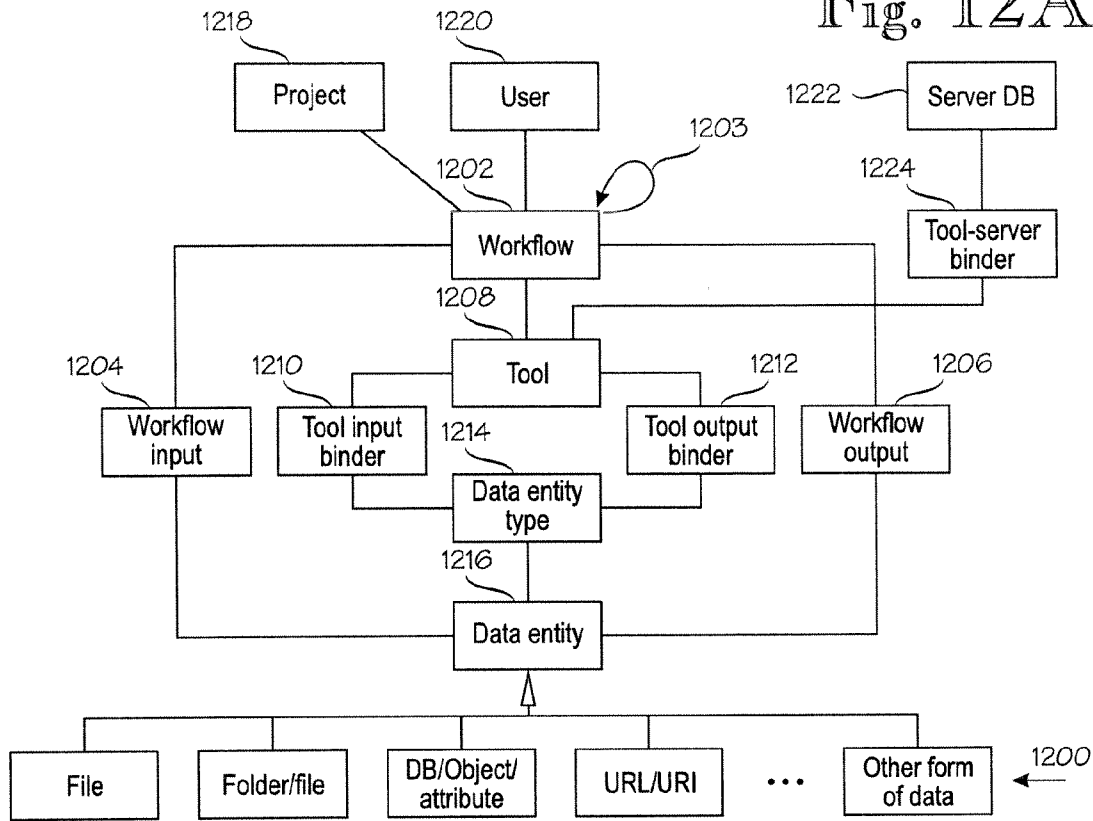 Fig. 12A
1218
1220
Project
User
1222
Server DB
1203
1202
1224
Workflow
Tool-server
binder
1208
1204
1210
Tool
1212
1206
Workflow
input
Tool input
binder
1214
Tool output
binder
Workflow
output
Data entity
type
1216
Data entity
File
Folder/file
DB/Object/
attribute
URL/URI
...
Other form
of data
1200